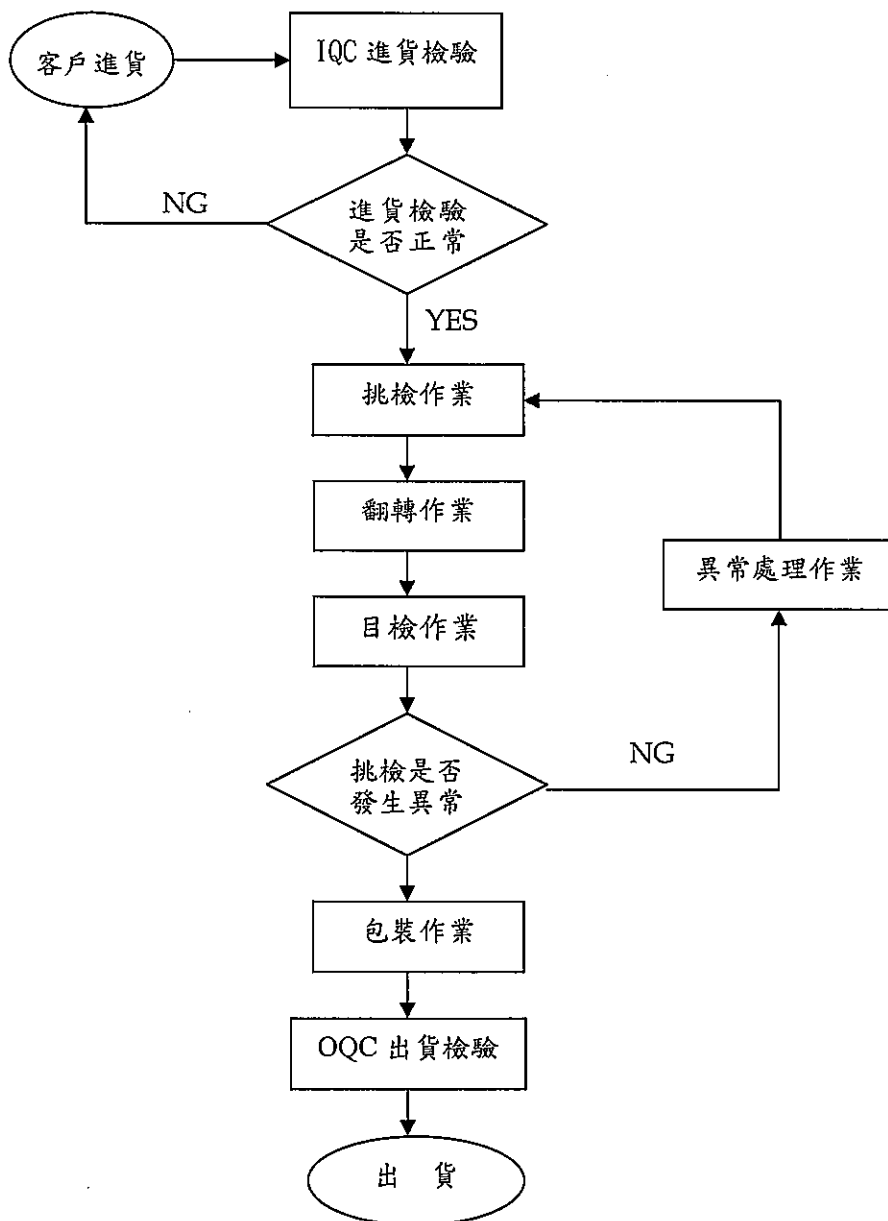 客戶進貨
IQC 進貨檢驗
NG
進貨檢驗
是否正常
YES
挑檢作業
翻轉作業
異常處理作業
目檢作業
NG
挑檢是否
發生異常
包裝作業
OQC 出貨檢驗
出 貨